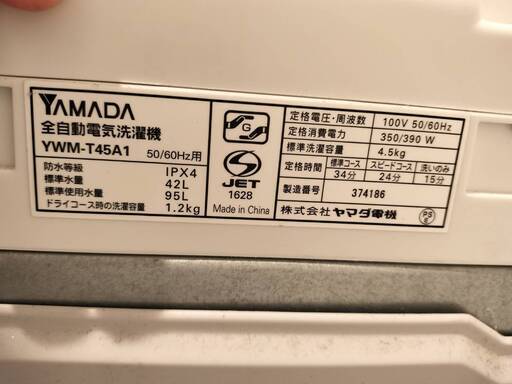 YAMADA
全自動電気洗濯機
YWM-T45A1 50/60Hz用
防水等級 IPX4
標準水量 42L
標準使用水量 95L
ドライコース時の洗濯容量 1.2kg
G
JET
1628
Made in China
定格電圧・周波数 100V 50/60Hz
定格消費電力 350/390 W
標準洗濯容量 4.5kg
定格時間 標準コース スピードコース 洗いのみ
34分 24分 15分
製造番号 374186
株式会社 ヤマダ電機
PS
E